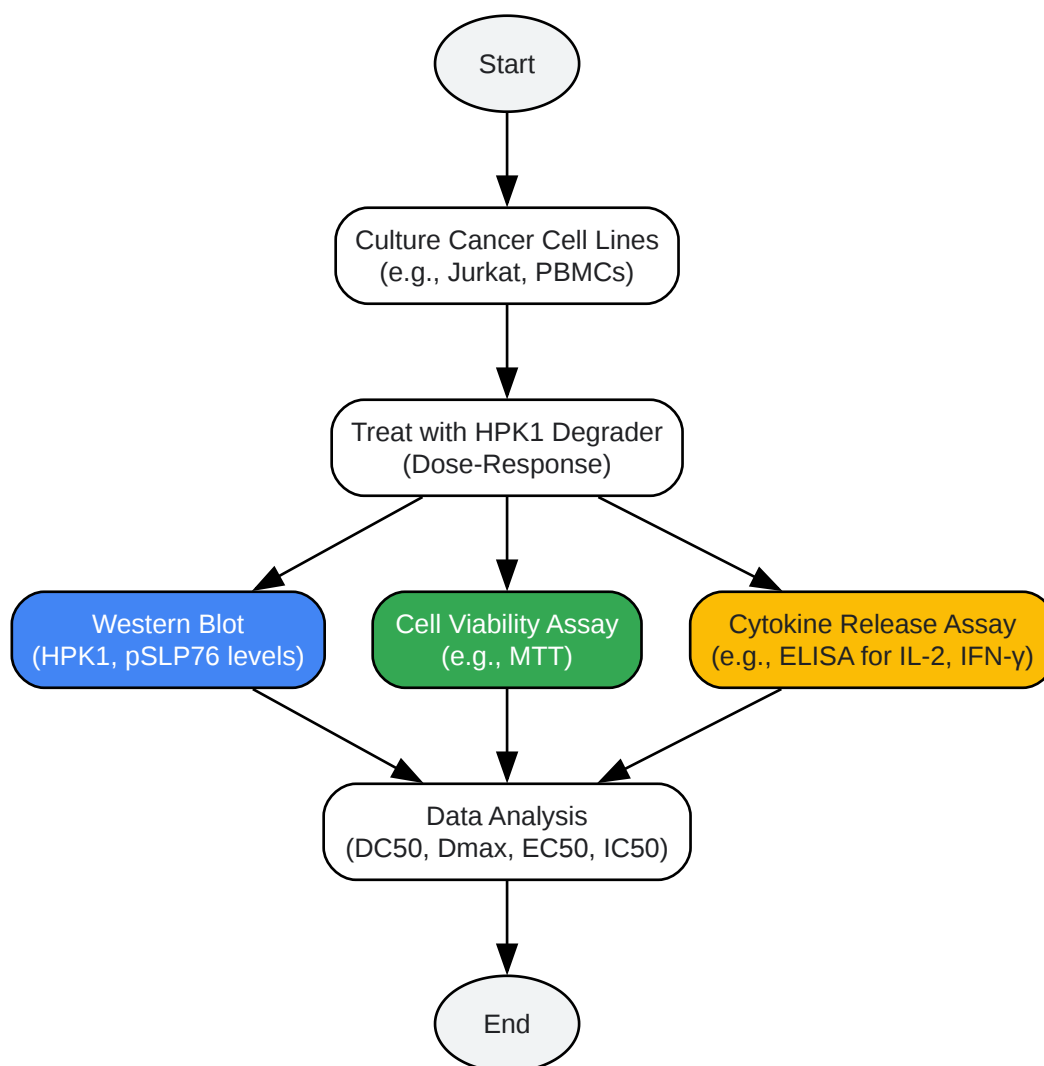 Start
Culture Cancer Cell Lines
(e.g., Jurkat, PBMCs)
Treat with HPK1 Degrader
(Dose-Response)
Western Blot
(HPK1, pSLP76 levels)
Cell Viability Assay
(e.g., MTT)
Cytokine Release Assay
(e.g., ELISA for IL-2, IFN-γ)
Data Analysis
(DC50, Dmax, EC50, IC50)
End